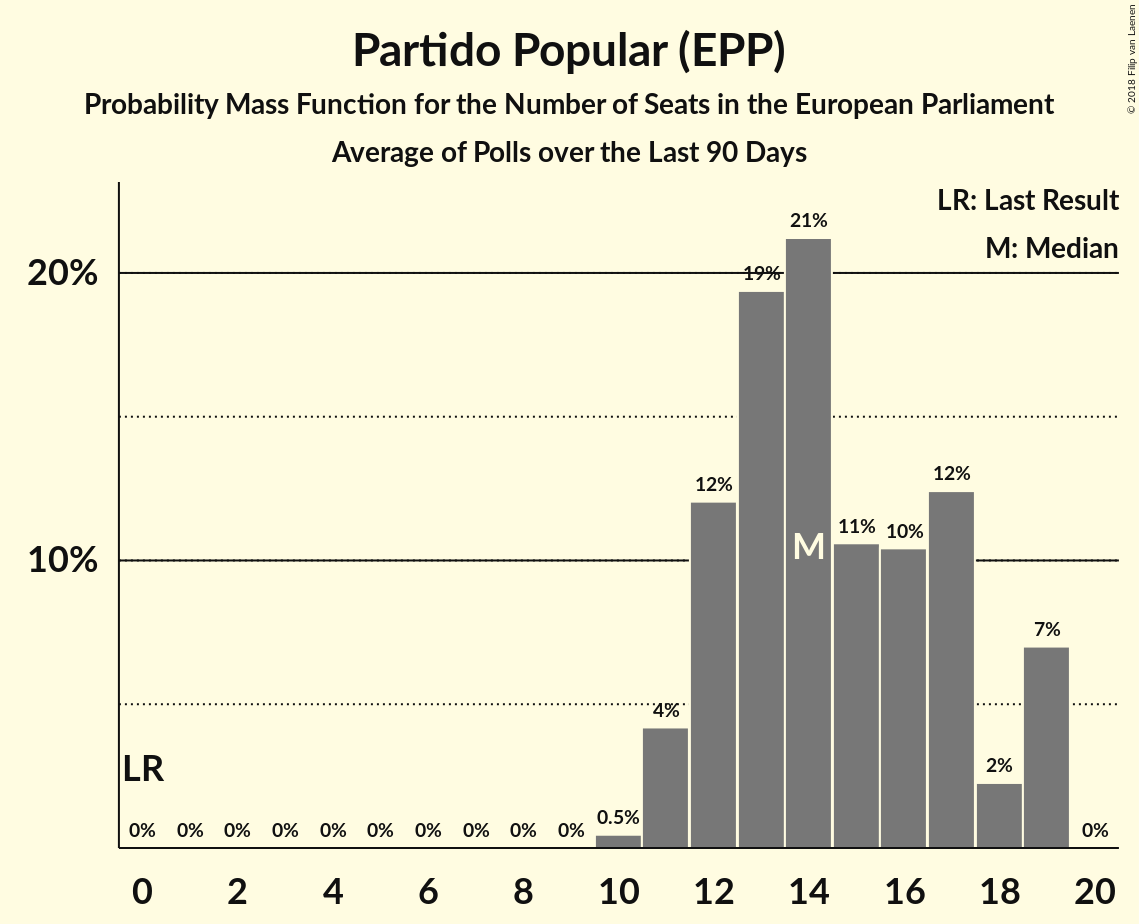 Partido Popular (EPP)
Probability Mass Function for the Number of Seats in the European Parliament
Average of Polls over the Last 90 Days
© 2018 Filip van Laenen
LR: Last Result
M: Median
20%
10%
21%
19%
12%
12%
11%
10%
7%
4%
2%
0.5%
M
LR
0% 0% 0% 0% 0% 0% 0% 0% 0% 0% 0%
0 2 4 6 8 10 12 14 16 18 20